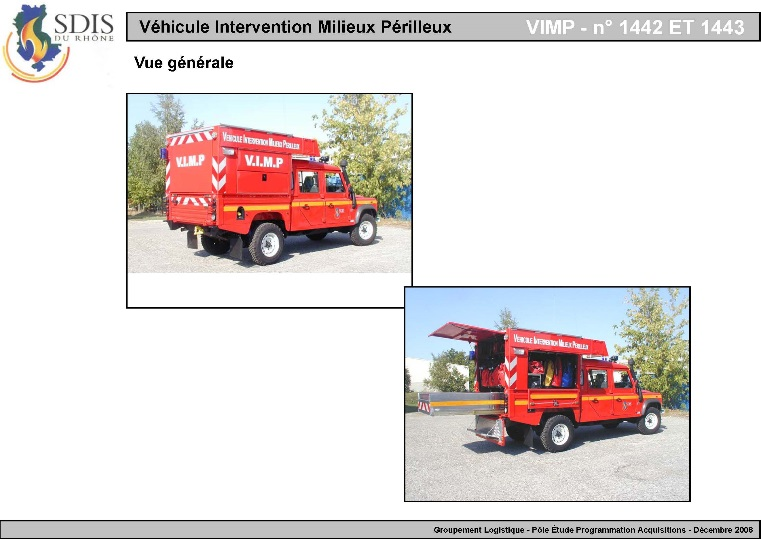 SDIS
DU RHÔNE
Véhicule Intervention Milieux Périlleux
VIMP - n° 1442 ET 1443
Vue générale
VEHICULE INTERVENTION MILIEUX PERILLEUX
V.I.M.P
V.I.M.P
VEHICULE INTERVENTION MILIEUX PERILLEUX
Groupement Logistique - Pôle Étude Programmation Acquisitions - Décembre 2008